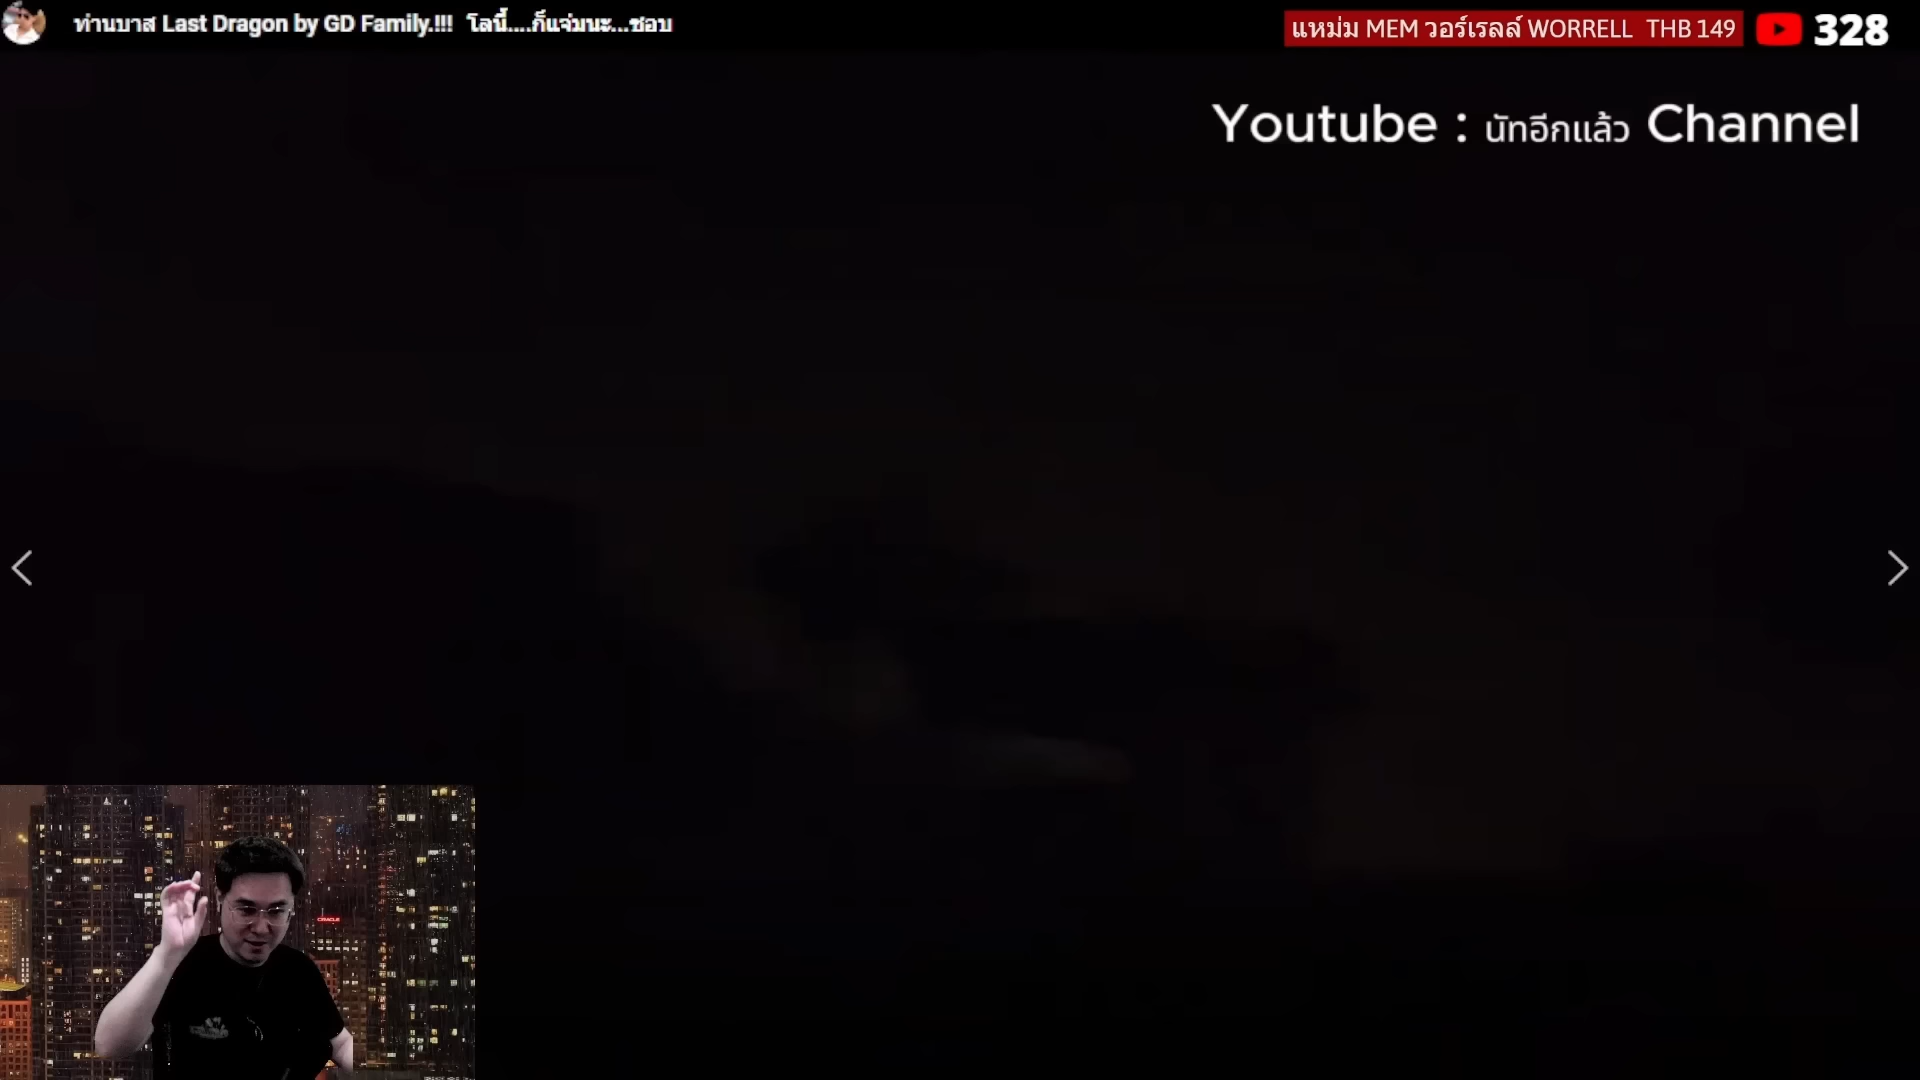 ท่านบาส Last Dragon by GD Family.!!! โลนี้....ก็แจ่มนะ...ชอบ
แหม่ม MEM วอร์เรลล์ WORRELL THB 149
328
Youtube : นัทอีกแล้ว Channel
ORACLE